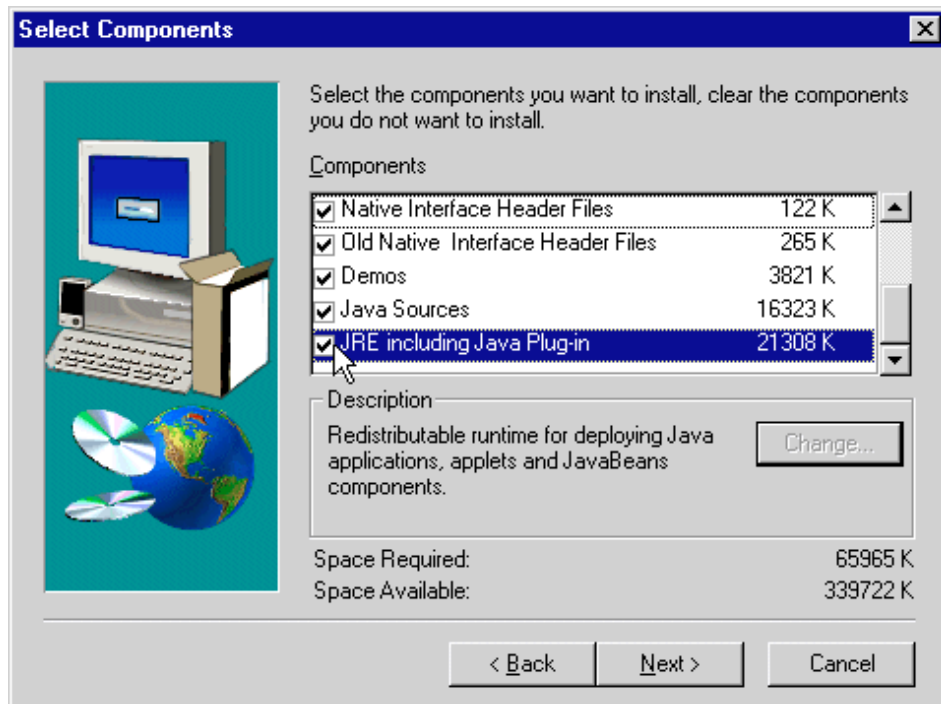 Select Components
Select the components you want to install, clear the components
you do not want to install.
Components
Native Interface Header Files 122 K
Old Native Interface Header Files 265 K
Demos 3821 K
Java Sources 16323 K
JRE including Java Plug-in 21308 K
Description
Redistributable runtime for deploying Java
applications, applets and JavaBeans
components.
Change...
Space Required: 65965 K
Space Available: 339722 K
< Back Next > Cancel